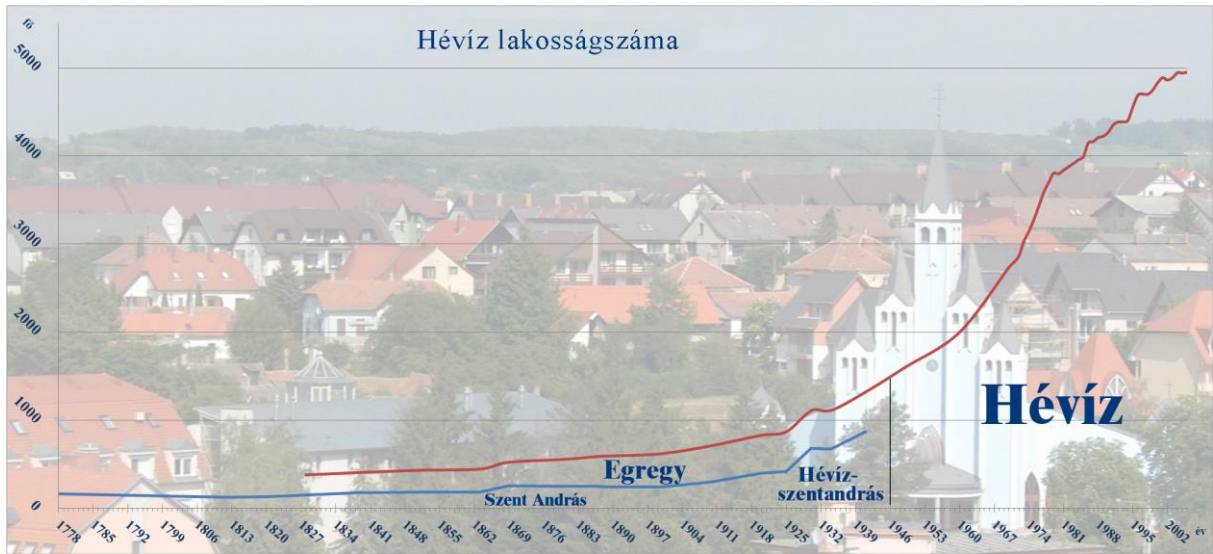 Hévíz lakosságszáma
fő
5000
4000
3000
2000
1000
0
Hévíz
Egregy
Szent András
Hévíz-
szentandrás
1778 1785 1792 1799 1806 1813 1820 1827 1834 1841 1848 1855 1862 1869 1876 1883 1890 1897 1904 1911 1918 1925 1932 1939 1946 1953 1960 1967 1974 1981 1988 1995 2002 év